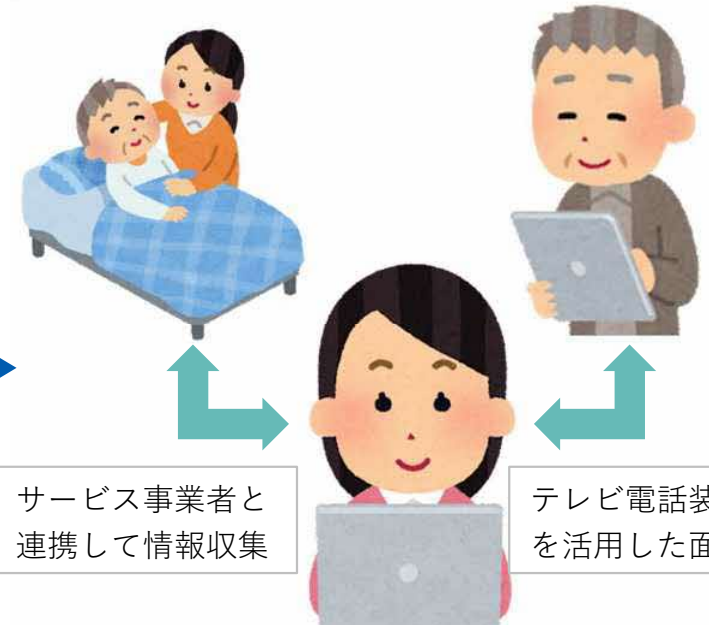 サービス事業者と
連携して情報収集
テレビ電話装
を活用した面